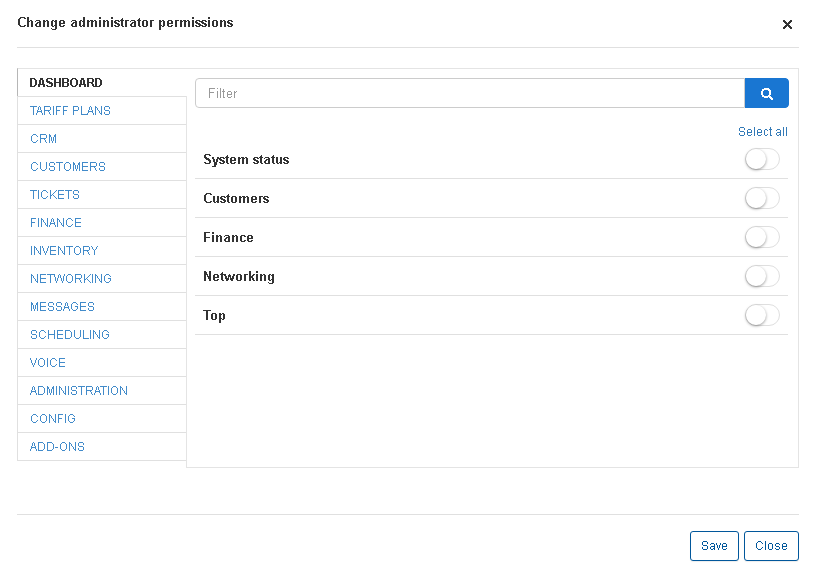 Change administrator permissions
DASHBOARD
TARIFF PLANS
CRM
CUSTOMERS
TICKETS
FINANCE
INVENTORY
NETWORKING
MESSAGES
SCHEDULING
VOICE
ADMINISTRATION
CONFIG
ADD-ONS
Filter
Select all
System status
Customers
Finance
Networking
Top
Save
Close